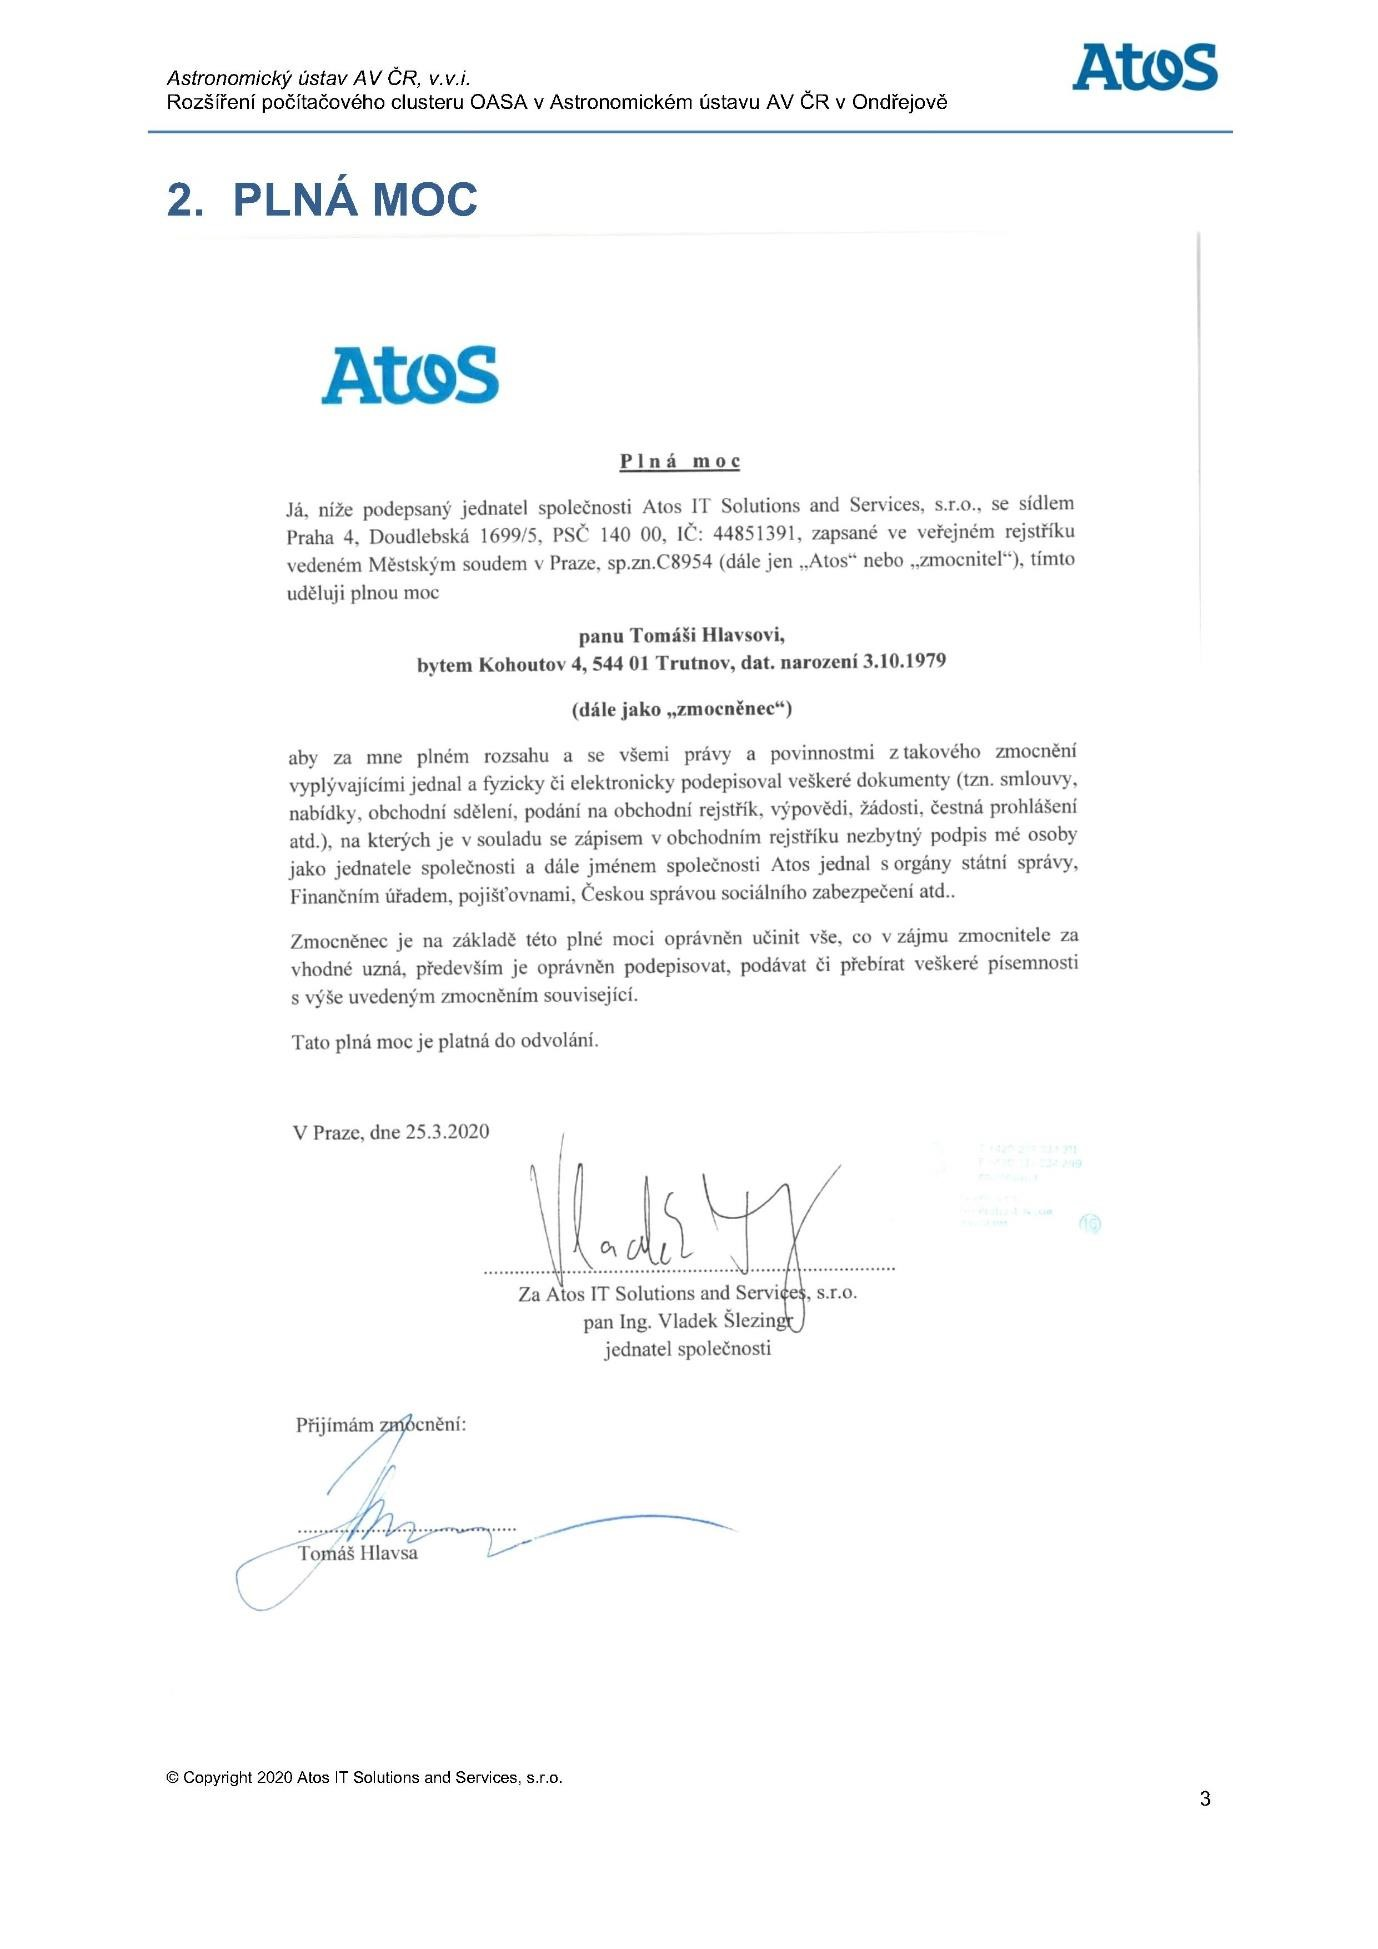 Astronomický ústav AV ČR, v.v.i.
Rozšíření počítačového clusteru OASA v Astronomickém ústavu AV ČR v Ondřejově
Atos
2. PLNÁ MOC
Atos
Plná moc
Já, níže podepsaný jednatel společnosti Atos IT Solutions and Services, s.r.o., se sídlem
Praha 4, Doudlebská 1699/5, PSČ 140 00, IČ: 44851391, zapsané ve veřejném rejstříku
vedeném Městským soudem v Praze, sp.zn.C8954 (dále jen „Atos“ nebo „zmocnitel“), tímto
uděluji plnou moc
panu Tomáši Hlavsovi,
bytem Kohoutov 4, 544 01 Trutnov, dat. narození 3.10.1979
(dále jako „zmocněnec“)
aby za mne plném rozsahu a se všemi právy a povinnostmi z takového zmocnění
vyplývajícími jednal a fyzicky či elektronicky podepisoval veškeré dokumenty (tzn. smlouvy,
nabídky, obchodní sdělení, podání na obchodní rejstřík, výpovědi, žádosti, čestná prohlášení
atd.), na kterých je v souladu se zápisem v obchodním rejstříku nezbytný podpis mé osoby
jako jednatele společnosti a dále jménem společnosti Atos jednal s orgány státní správy,
Finančním úřadem, pojišťovnami, Českou správou sociálního zabezpečení atd..
Zmocněnec je na základě této plné moci oprávněn učinit vše, co v zájmu zmocnitele za
vhodné uzná, především je oprávněn podepisovat, podávat či přebírat veškeré písemnosti
s výše uvedeným zmocněním související.
Tato plná moc je platná do odvolání.
V Praze, dne 25.3.2020
Za Atos IT Solutions and Services, s.r.o.
pan Ing. Vladek Šlezingr
jednatel společnosti
Přijímám zmocnění:
Tomáš Hlavsa
© Copyright 2020 Atos IT Solutions and Services, s.r.o.
3